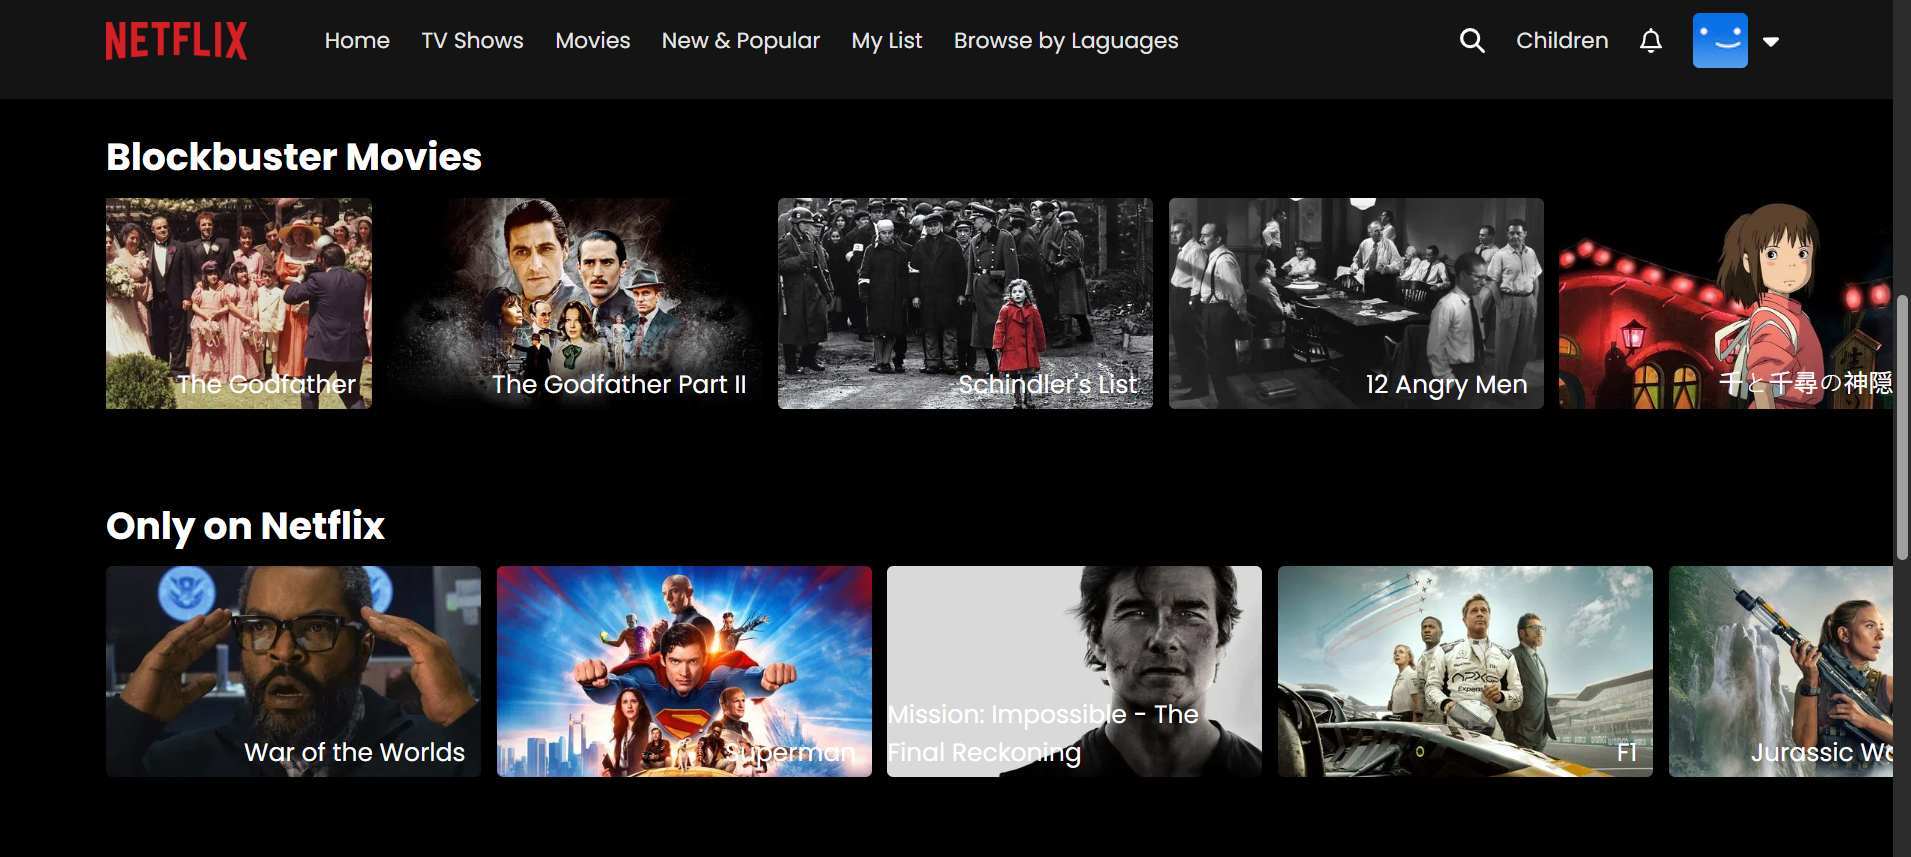 NETFLIX
Home
TV Shows
Movies
New & Popular
My List
Browse by Laguages
Children
Blockbuster Movies
The Godfather
The Godfather Part II
Schindler's List
12 Angry Men
千と千尋の神隠
Only on Netflix
War of the Worlds
Superman
Mission: Impossible - The
Final Reckoning
F1
Jurassic Wo